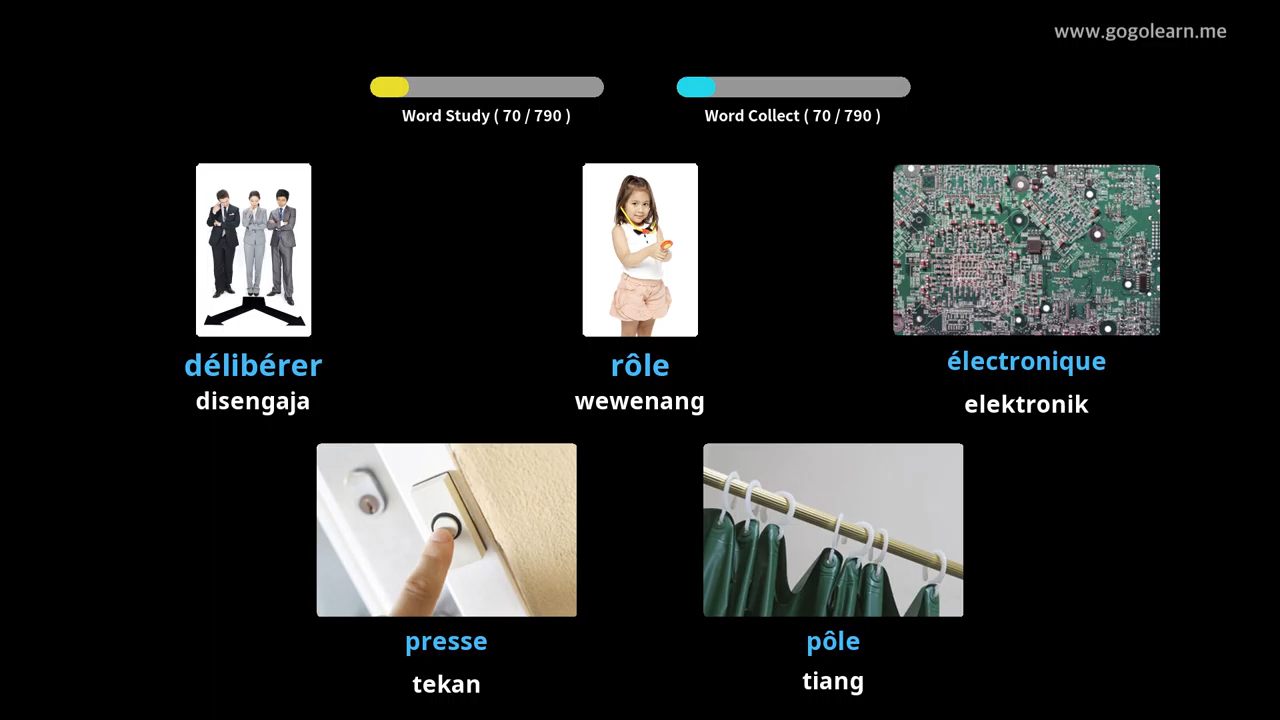 www.gogolearn.me
Word Study ( 70 / 790 )
Word Collect ( 70 / 790 )
délibérer
disengaja
rôle
wewenang
électronique
elektronik
presse
tekan
pôle
tiang